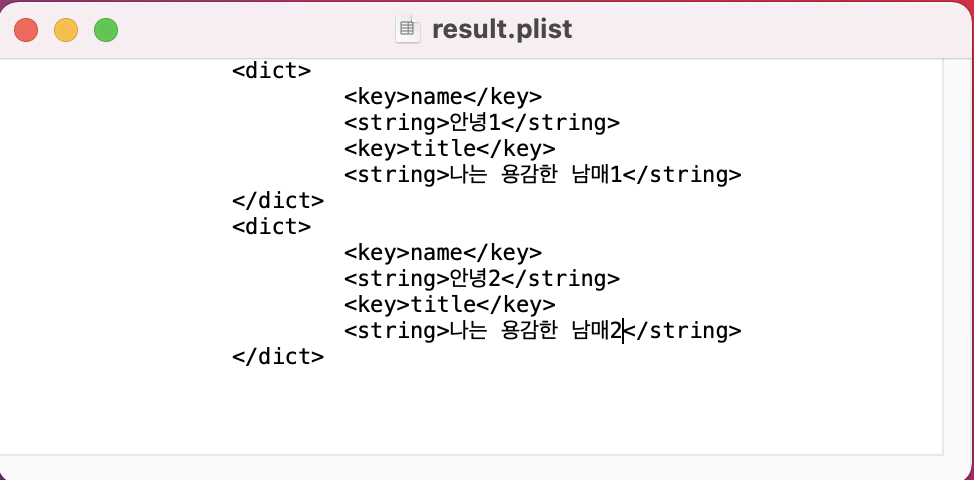 result.plist
<dict>
<key>name</key>
<string>안녕1</string>
<key>title</key>
<string>나는 용감한 남매1</string>
</dict>
<dict>
<key>name</key>
<string>안녕2</string>
<key>title</key>
<string>나는 용감한 남매2</string>
</dict>